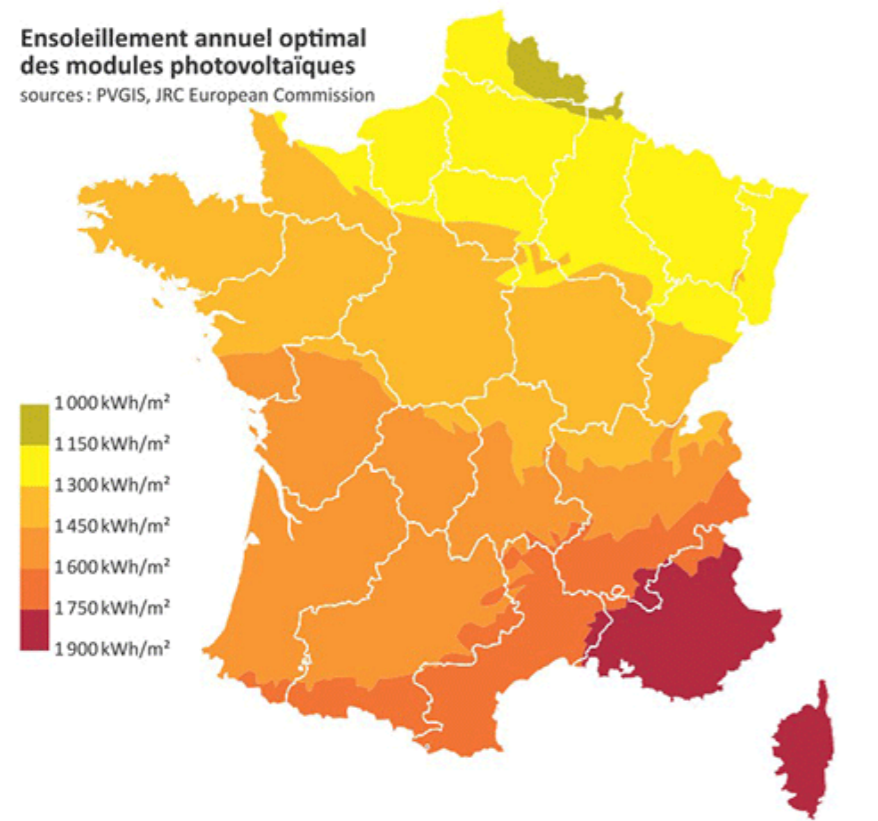 Ensoleillement annuel optimal
des modules photovoltaïques
sources : PVGIS, JRC European Commission
1 000 kWh/m²
1 150 kWh/m²
1 300 kWh/m²
1 450 kWh/m²
1 600 kWh/m²
1 750 kWh/m²
1 900 kWh/m²